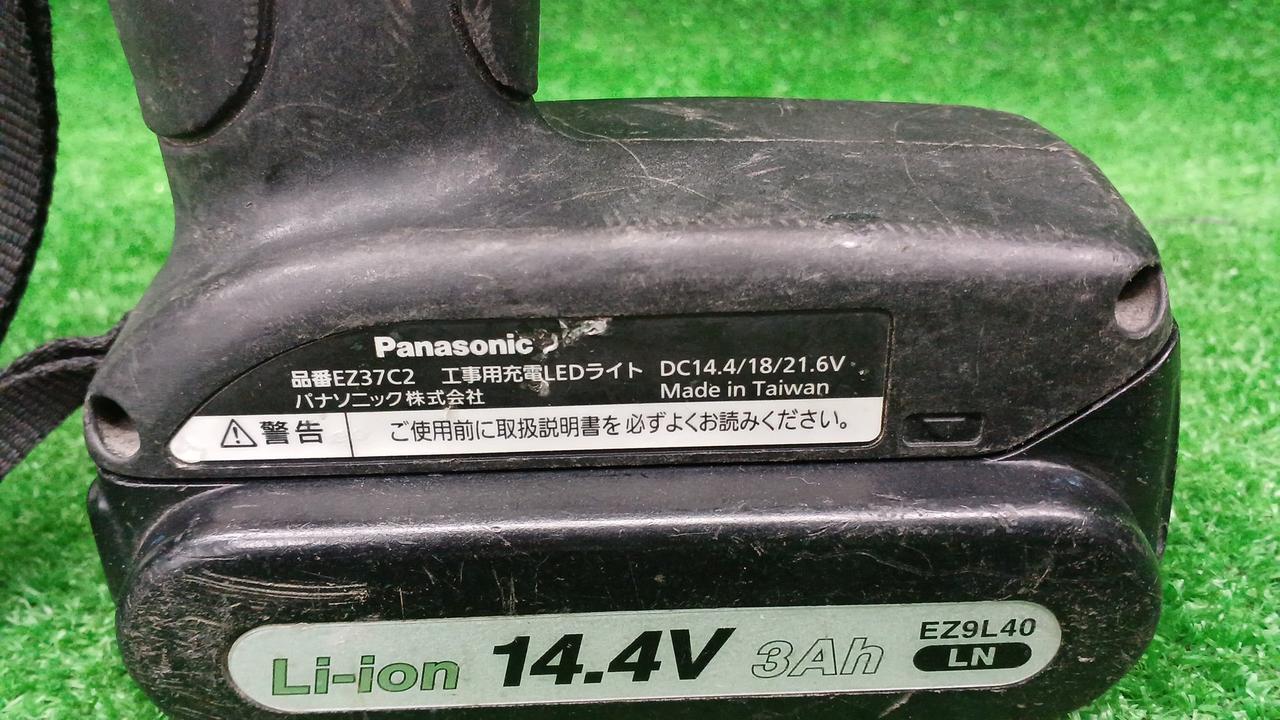 Panasonic
品番EZ37C2 工事用充電LEDライト DC14.4/18/21.6V
パナソニック株式会社 Made in Taiwan
警告 ご使用前に取扱説明書を必ずよくお読みください。
Li-ion 14.4V 3Ah EZ9L40
LN